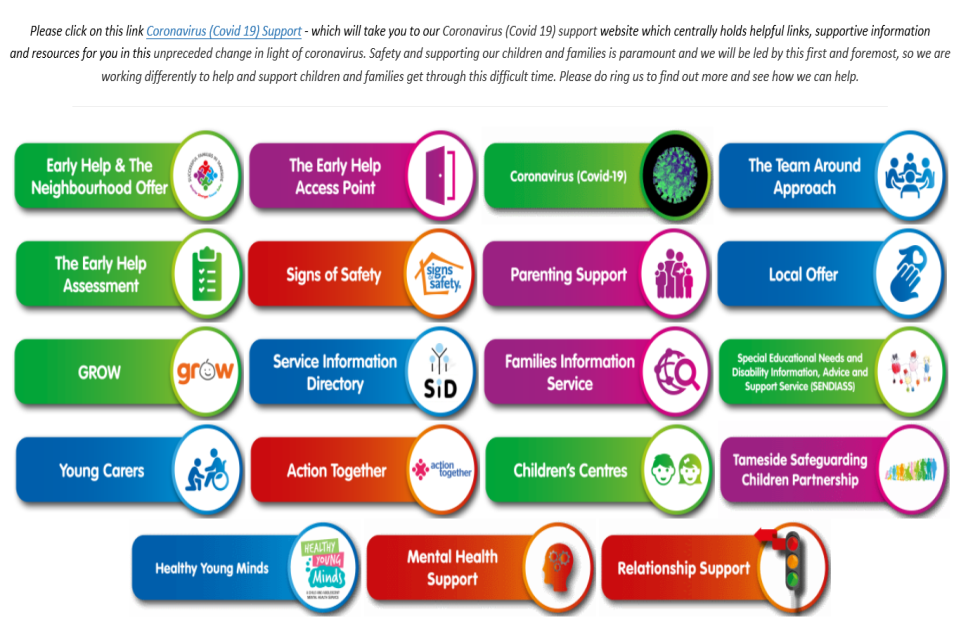 Please click on this link Coronavirus (Covid 19) Support - which will take you to our Coronavirus (Covid 19) support website which centrally holds helpful links, supportive information
and resources for you in this unpreceded change in light of coronavirus. Safety and supporting our children and families is paramount and we will be led by this first and foremost, so we are
working differently to help and support children and families get through this difficult time. Please do ring us to find out more and see how we can help.
Early Help & The
Neighbourhood Offer
The Early Help
Access Point
Coronavirus (Covid-19)
The Team Around
Approach
The Early Help
Assessment
Signs of Safety
signs
of
safety
Parenting Support
Local Offer
GROW
grow
Service Information
Directory
SiD
Families Information
Service
Special Educational Needs and
Disability Information, Advice and
Support Service (SENDIASS)
Young Carers
Action Together
action
together
Children's Centres
Tameside Safeguarding
Children Partnership
Healthy Young Minds
HEALTHY
YOUNG
Minds
Mental Health
Support
Relationship Support